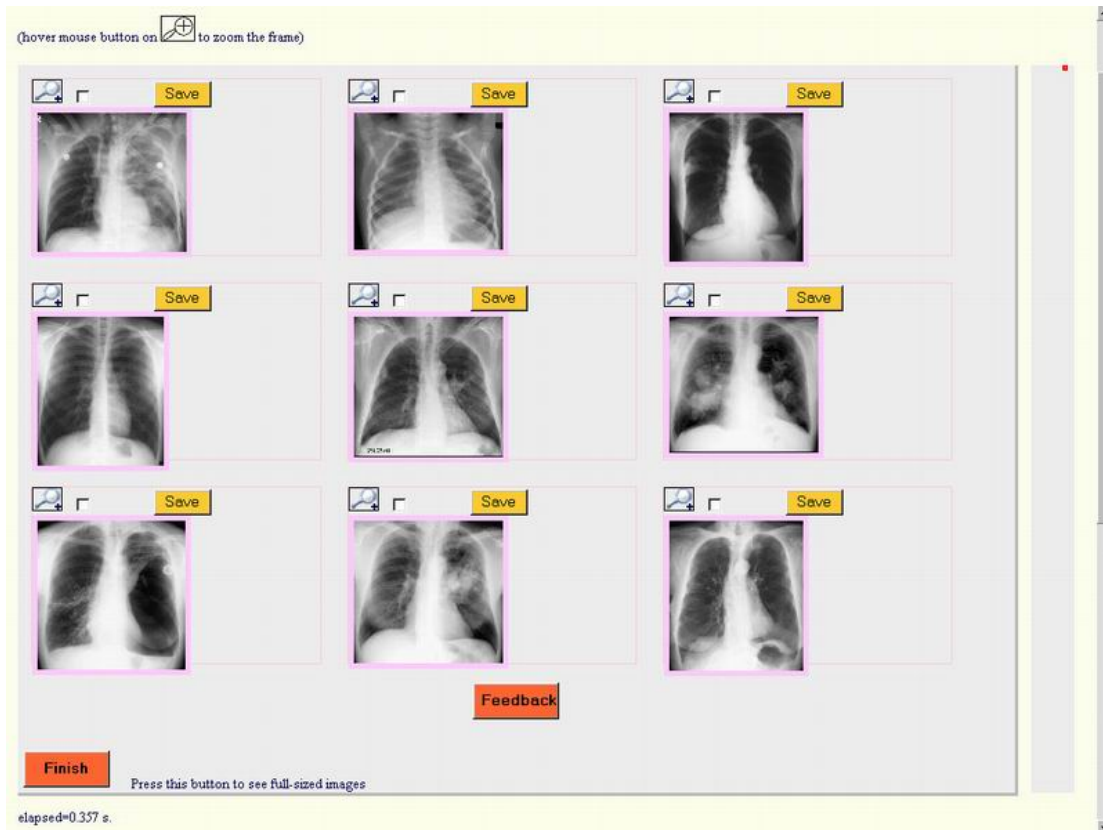 (hover mouse button on to zoom the frame)
Save Save Save
Save Save Save
Save Save Save
Feedback
Finish
Press this button to see full-sized images
elapsed=0.357 s.